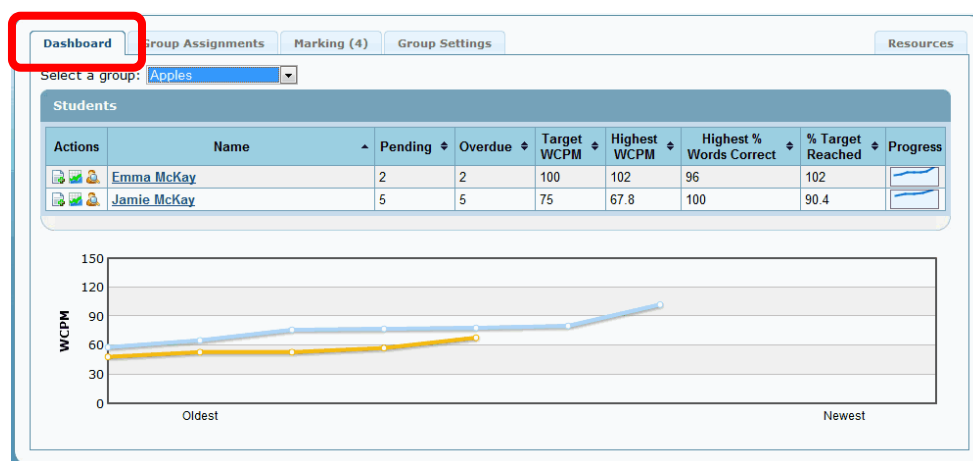 Dashboard Group Assignments Marking (4) Group Settings Resources
Select a group: Apples
Students
Actions Name Pending Overdue Target WCPM Highest WCPM Highest % Words Correct % Target Reached Progress
Emma McKay 2 2 100 102 96 102
Jamie McKay 5 5 75 67.8 100 90.4
150
120
90
60
30
0
WCPM
Oldest Newest